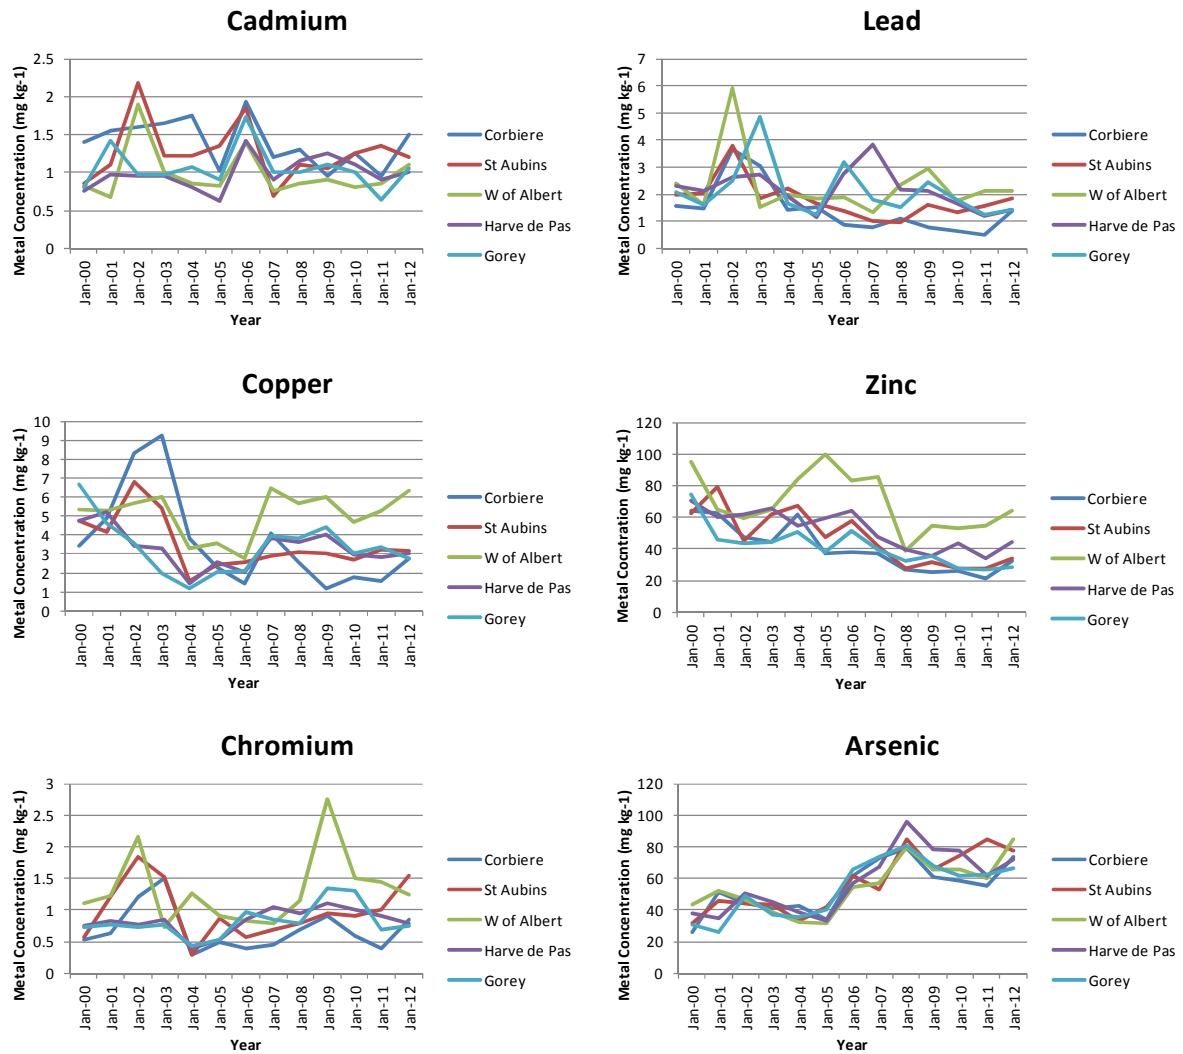 Cadmium
Metal Concentration (mg kg-1)
2.5
2
1.5
1
0.5
0
Jan-00
Jan-01
Jan-02
Jan-03
Jan-04
Jan-05
Jan-06
Jan-07
Jan-08
Jan-09
Jan-10
Jan-11
Jan-12
Year
Corbiere
St Aubins
W of Albert
Harve de Pas
Gorey
Lead
Metal Concentration (mg kg-1)
7
6
5
4
3
2
1
0
Jan-00
Jan-01
Jan-02
Jan-03
Jan-04
Jan-05
Jan-06
Jan-07
Jan-08
Jan-09
Jan-10
Jan-11
Jan-12
Year
Corbiere
St Aubins
W of Albert
Harve de Pas
Gorey
Copper
Metal Concentration (mg kg-1)
10
9
8
7
6
5
4
3
2
1
0
Jan-00
Jan-01
Jan-02
Jan-03
Jan-04
Jan-05
Jan-06
Jan-07
Jan-08
Jan-09
Jan-10
Jan-11
Jan-12
Year
Corbiere
St Aubins
W of Albert
Harve de Pas
Gorey
Zinc
Metal Cocntration (mg kg-1)
120
100
80
60
40
20
0
Jan-00
Jan-01
Jan-02
Jan-03
Jan-04
Jan-05
Jan-06
Jan-07
Jan-08
Jan-09
Jan-10
Jan-11
Jan-12
Year
Corbiere
St Aubins
W of Albert
Harve de Pas
Gorey
Chromium
Metal Concentration (mg kg-1)
3
2.5
2
1.5
1
0.5
0
Jan-00
Jan-01
Jan-02
Jan-03
Jan-04
Jan-05
Jan-06
Jan-07
Jan-08
Jan-09
Jan-10
Jan-11
Jan-12
Year
Corbiere
St Aubins
W of Albert
Harve de Pas
Gorey
Arsenic
Metal Concentration (mg kg-1)
120
100
80
60
40
20
0
Jan-00
Jan-01
Jan-02
Jan-03
Jan-04
Jan-05
Jan-06
Jan-07
Jan-08
Jan-09
Jan-10
Jan-11
Jan-12
Year
Corbiere
St Aubins
W of Albert
Harve de Pas
Gorey